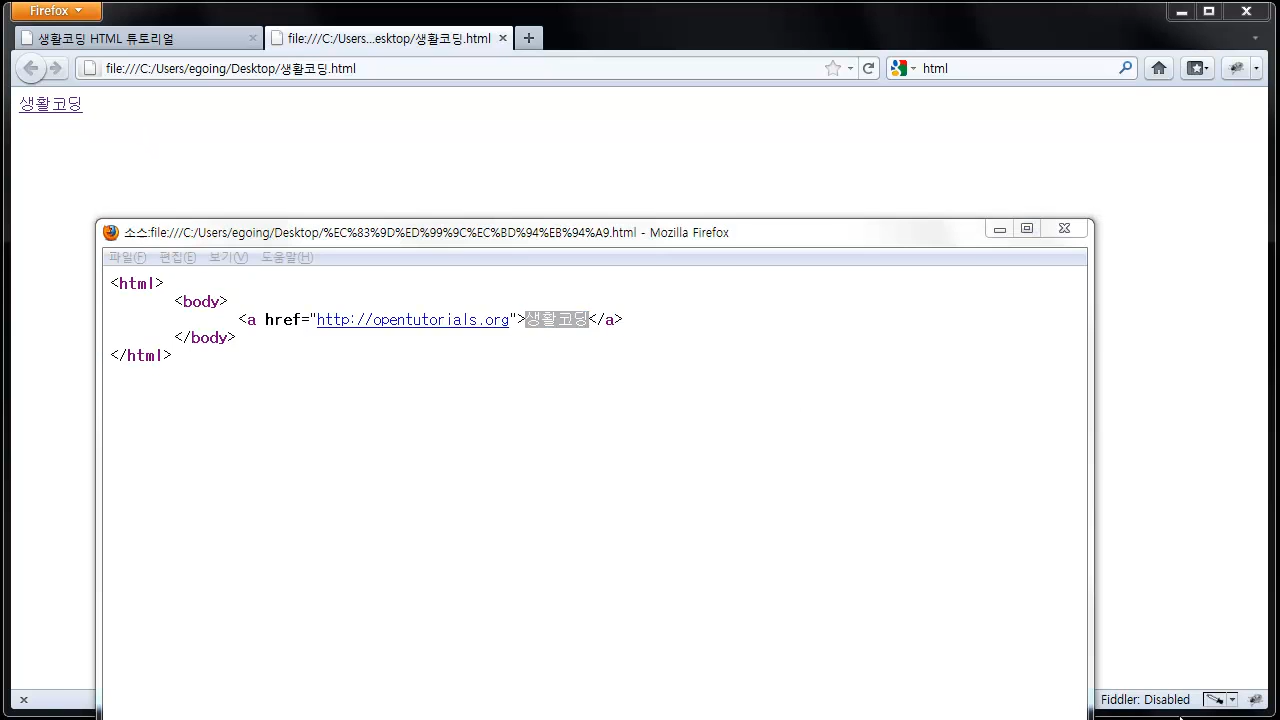 Firefox
생활코딩 HTML 튜토리얼
file:///C:/Users...esktop/생활코딩.html
file:///C:/Users/egoing/Desktop/생활코딩.html
html
생활코딩
소스:file:///C:/Users/egoing/Desktop/%EC%83%9D%ED%99%9C%EC%BD%94%EB%94%A9.html - Mozilla Firefox
파일(F) 편집(E) 보기(V) 도움말(H)
<html>
<body>
<a href="http://opentutorials.org">생활코딩</a>
</body>
</html>
Fiddler: Disabled